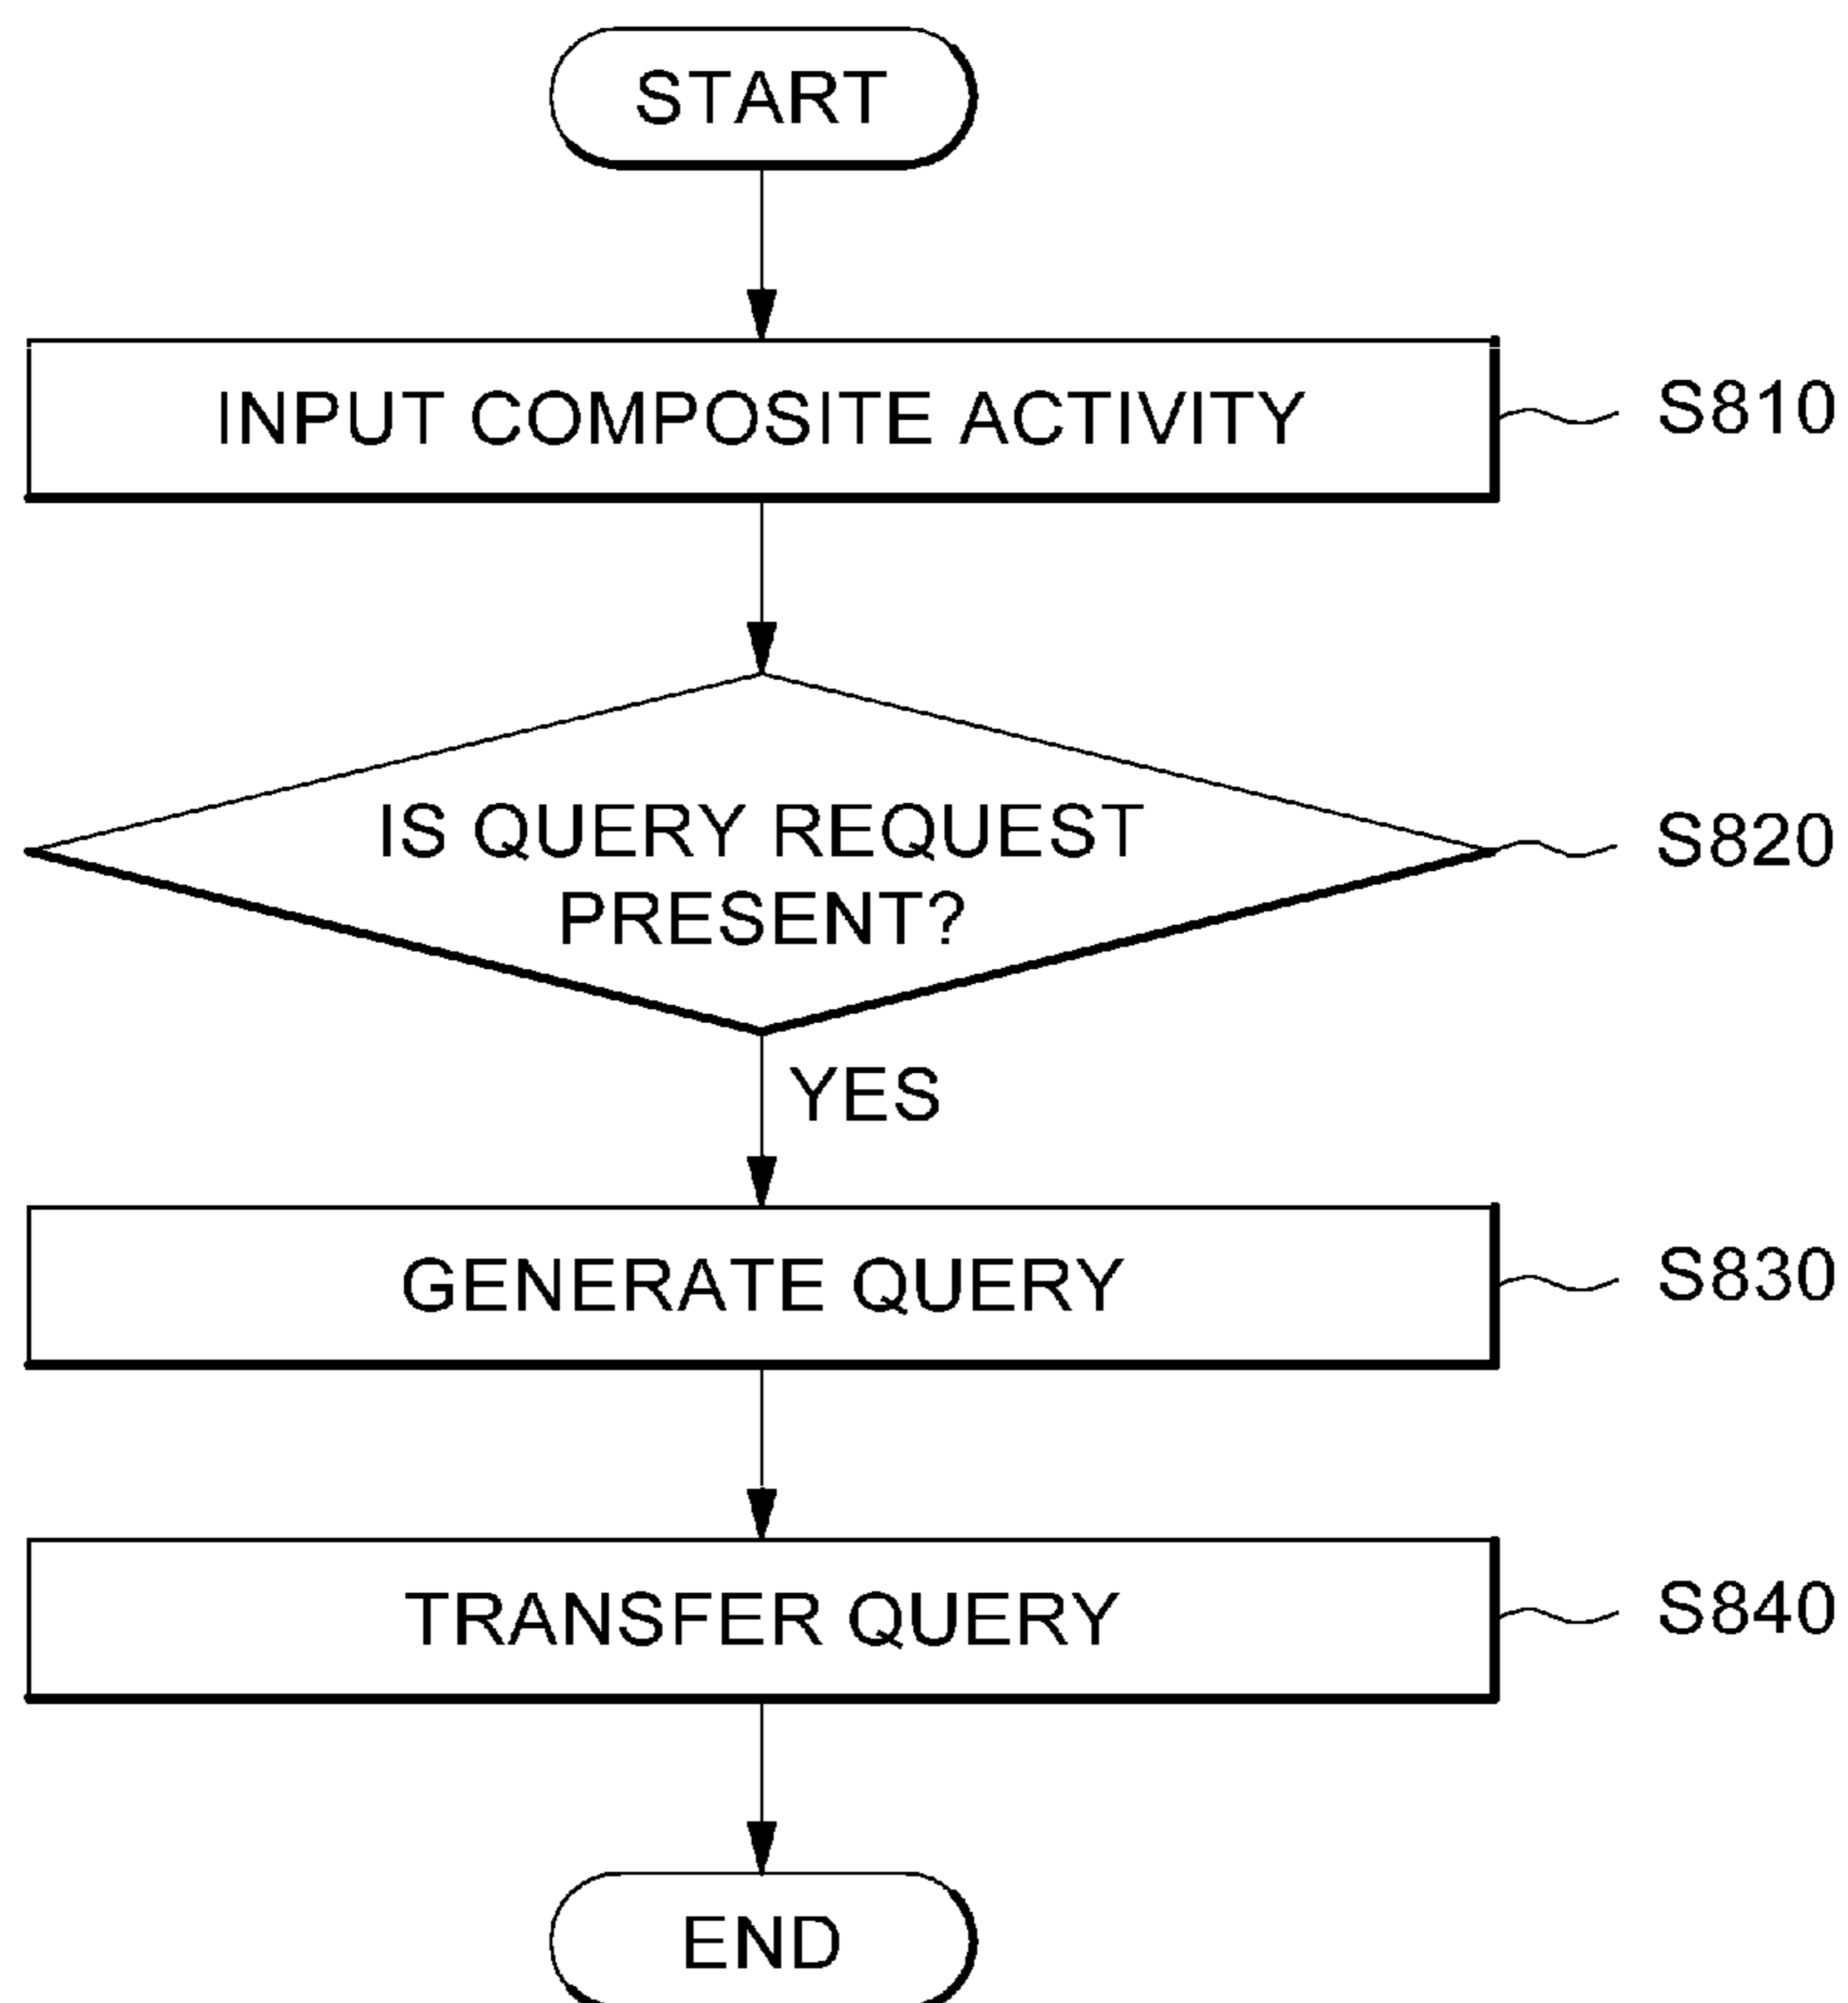 START
INPUT COMPOSITE ACTIVITY
S810
IS QUERY REQUEST
PRESENT?
S820
YES
GENERATE QUERY
S830
TRANSFER QUERY
S840
END